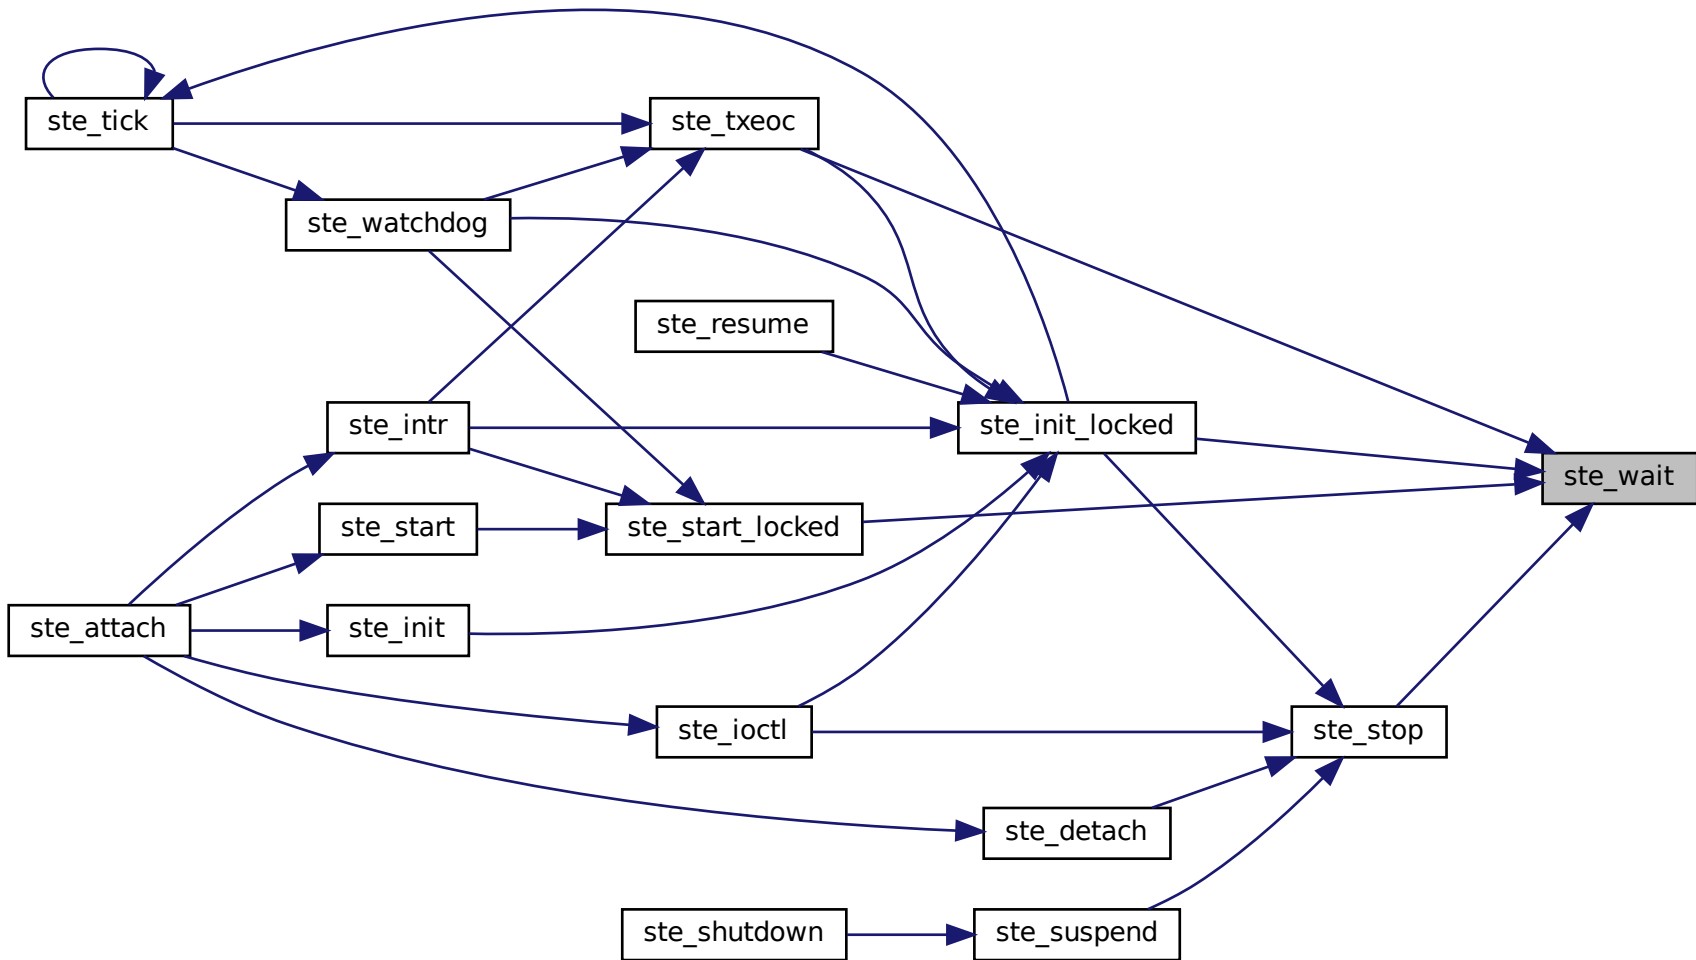 ste_tick
ste_txeoc
ste_watchdog
ste_resume
ste_intr
ste_init_locked
ste_wait
ste_start
ste_start_locked
ste_attach
ste_init
ste_ioctl
ste_stop
ste_detach
ste_shutdown
ste_suspend